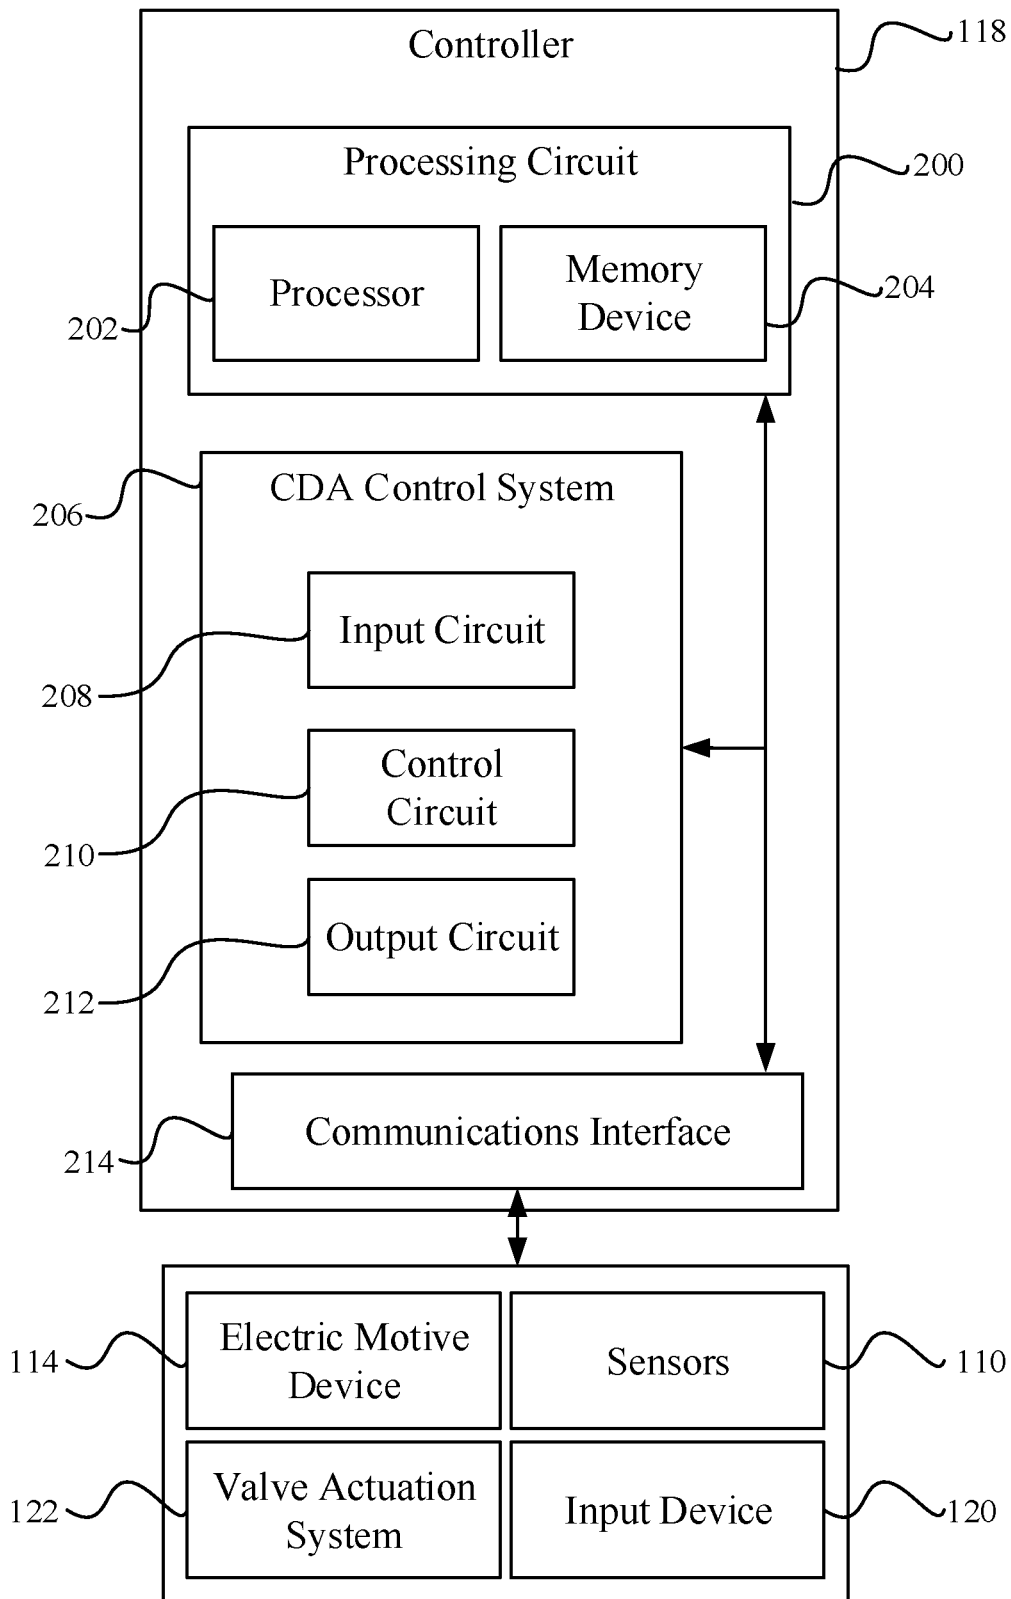 Controller
118
Processing Circuit
200
Processor
Memory
Device
202
204
CDA Control System
206
Input Circuit
208
Control
Circuit
210
Output Circuit
212
Communications Interface
214
Electric Motive
Device
114
Sensors
110
Valve Actuation
System
122
Input Device
120